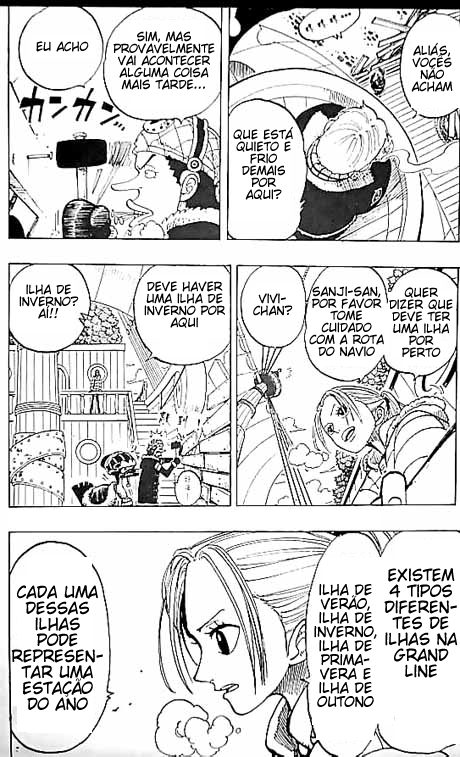 ALIÁS,
VOCÊS
NÃO
ACHAM
QUE ESTÁ
QUIETO E
FRIO
DEMAIS
POR
AQUI?
SIM, MAS
PROVAVELMENTE
VAI ACONTECER
ALGUMA COISA
MAIS TARDE...
EU ACHO
カンカン
QUER
DIZER QUE
DEVE TER
UMA ILHA
POR
PERTO
SANJI-SAN,
POR FAVOR
TOME
CUIDADO
COM A ROTA
DO NAVIO
VIVI-
CHAN?
DEVE HAVER
UMA ILHA DE
INVERNO POR
AQUI
ILHA DE
INVERNO?
AÍ!!
EXISTEM
4 TIPOS
DIFEREN-
TES DE
ILHAS NA
GRAND
LINE
ILHA DE
VERÃO,
ILHA DE
INVERNO,
ILHA DE
PRIMA-
VERA E
ILHA DE
OUTONO
CADA UMA
DESSAS
ILHAS
PODE
REPRESEN-
TAR UMA
ESTAÇÃO
DO ANO